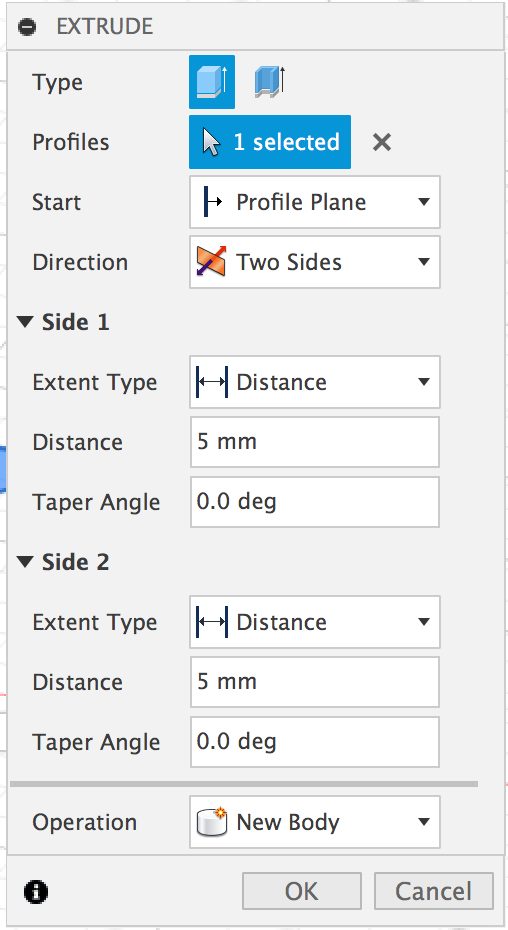 EXTRUDE
Type
Profiles 1 selected
Start Profile Plane
Direction Two Sides
Side 1
Extent Type Distance
Distance 5 mm
Taper Angle 0.0 deg
Side 2
Extent Type Distance
Distance 5 mm
Taper Angle 0.0 deg
Operation New Body
OK Cancel